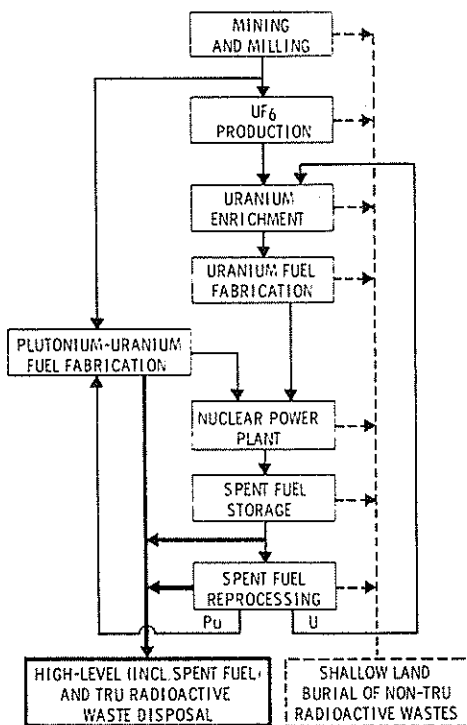 MINING
AND MILLING
UF6
PRODUCTION
URANIUM
ENRICHMENT
URANIUM FUEL
FABRICATION
PLUTONIUM-URANIUM
FUEL FABRICATION
NUCLEAR POWER
PLANT
SPENT FUEL
STORAGE
SPENT FUEL
REPROCESSING
Pu
U
HIGH-LEVEL (INCL. SPENT FUEL)
AND TRU RADIOACTIVE
WASTE DISPOSAL
SHALLOW LAND
BURIAL OF NON-TRU
RADIOACTIVE WASTES